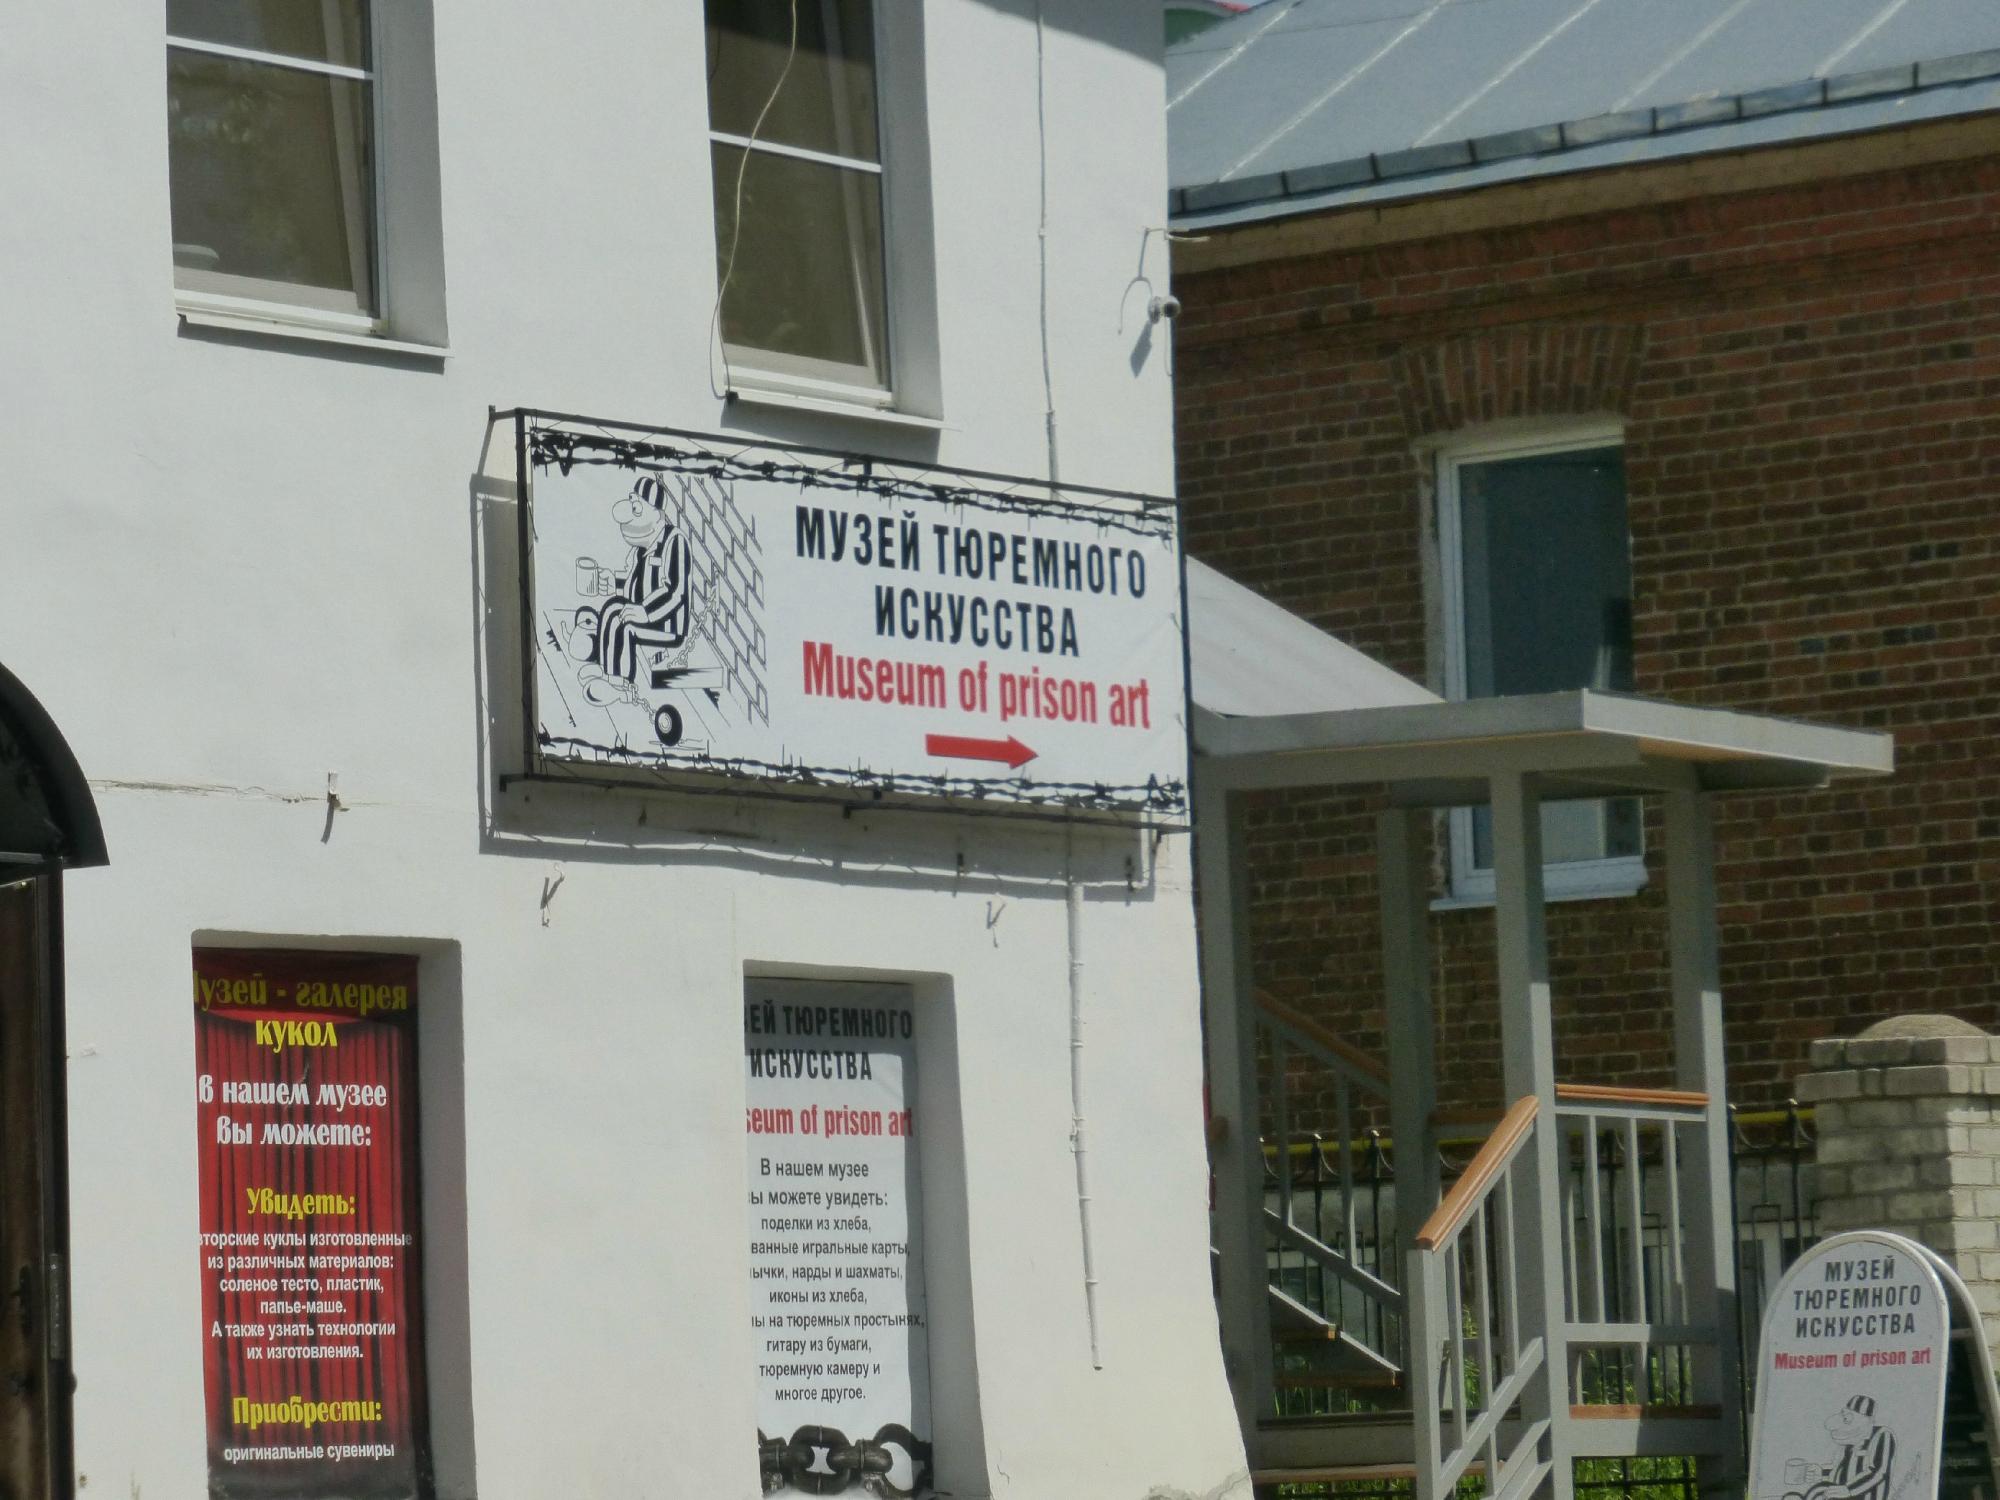 МУЗЕЙ ТЮРЕМНОГО
ИСКУССТВА
Museum of prison art
Музей - галерея
кукол
в нашем музее
вы можете:
Увидеть:
вторские куклы изготовленные
из различных материалов:
соленое тесто, пластик,
папье-маше.
А также узнать технологии
их изготовления.
Приобрести:
оригинальные сувениры
ЕЙ ТЮРЕМНОГО
ИСКУССТВА
seum of prison art
В нашем музее
ы можете увидеть:
поделки из хлеба,
ванные игральные карты,
ычки, нарды и шахматы,
иконы из хлеба,
ы на тюремных простынях,
гитару из бумаги,
тюремную камеру и
многое другое.
МУЗЕЙ
ТЮРЕМНОГО
ИСКУССТВА
Museum of prison art